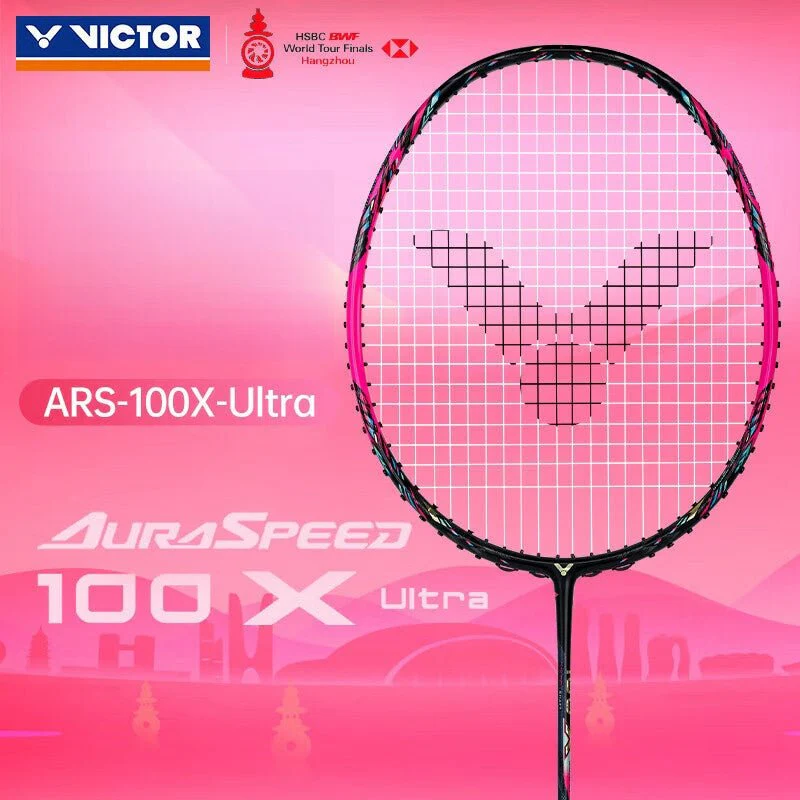 VICTOR
HSBC BWF
World Tour Finals
Hangzhou
ARS-100X-Ultra
AURASPEED
100 X Ultra